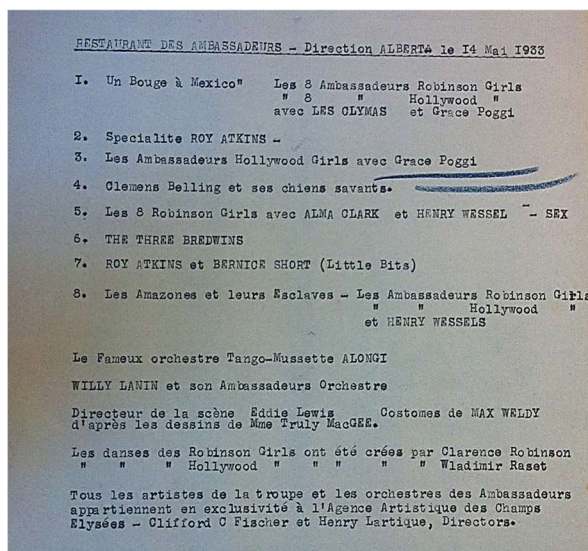 RESTAURANT DES AMBASSADEURS - Direction ALBERT le 14 Mai 1933
I. Un Bouge à Mexico" Les 8 Ambassadeurs Robinson Girls
" 8 " Hollywood "
avec LES CLYMAS et Grace Poggi
2. Specialite ROY ATKINS -
3. Les Ambassadeurs Hollywood Girls avec Grace Poggi
4. Clemens Belling et ses chiens savants.
5. Les 8 Robinson Girls avec ALMA CLARK et HENRY WESSEL - SEX
6. THE THREE BREDWINS
7. ROY ATKINS et BERNICE SHORT (Little Bits)
8. Les Amazones et leurs Esclaves - Les Ambassadeurs Robinson Girls
" " Hollywood "
et HENRY WESSELS
Le Fameux orchestre Tango-Mussette ALONGI
WILLY LANIN et son Ambassadeurs Orchestre
Directeur de la scène Eddie Lewis Costomes de MAX WELDY
d'après les dessins de Mme Truly MacGEE.
Les danses des Robinson Girls ont été crées par Clarence Robinson
" " " Hollywood " " " " " Wladimir Raset
Tous les artistes de la troupe et les orchestres des Ambassadeurs
appartiennent en exclusivité à l'Agence Artistique des Champs
Elysées - Clifford C Fischer et Henry Lartique, Directors.